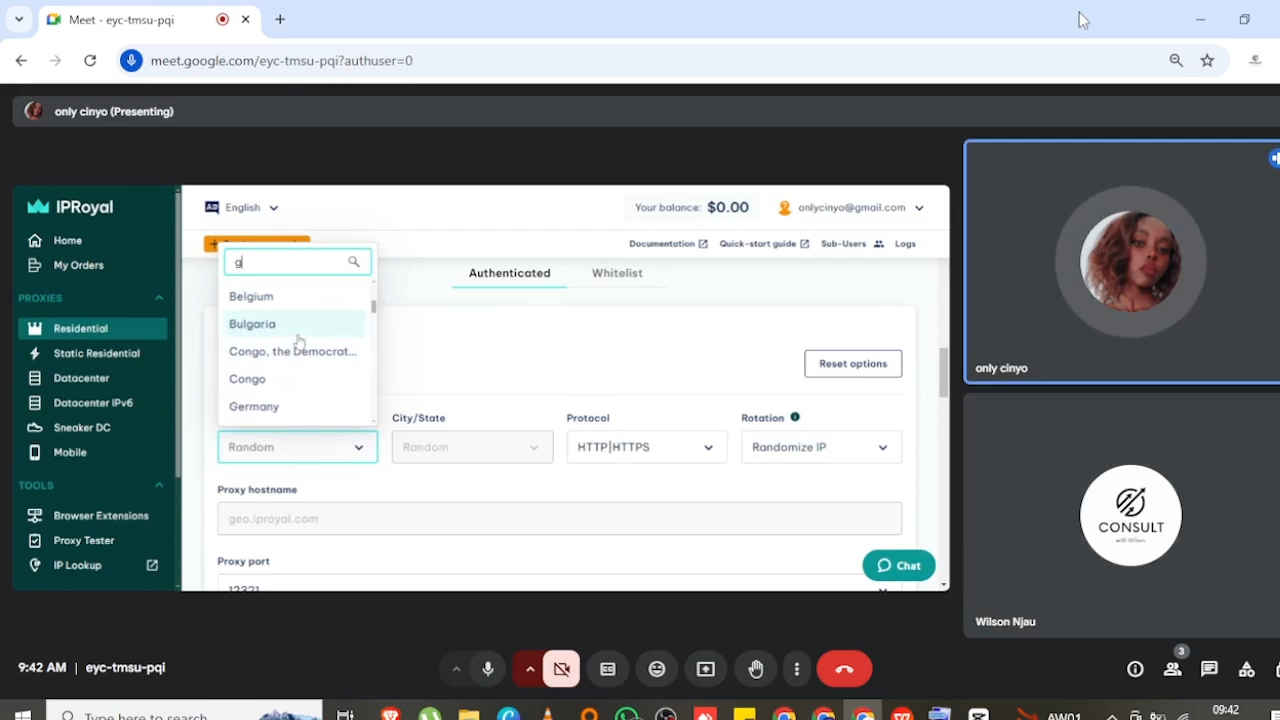 Meet - eyc-tmsu-pqi
meet.google.com/eyc-tmsu-pqi?authuser=0
only cinyo (Presenting)
IPRoyal
English
Your balance: $0.00
onlycinyo@gmail.com
Home
My Orders
Documentation
Quick-start guide
Sub-Users
Logs
g
Authenticated
Whitelist
PROXIES
Residential
Static Residential
Datacenter
Datacenter IPv6
Sneaker DC
Mobile
TOOLS
Browser Extensions
Proxy Tester
IP Lookup
Belgium
Bulgaria
Congo, the Democrat...
Congo
Germany
Reset options
City/State
Protocol
Rotation
Random
Random
HTTP|HTTPS
Randomize IP
Proxy hostname
geo.iproyal.com
Proxy port
12321
Chat
only cinyo
CONSULT
with Wilson
Wilson Njau
9:42 AM | eyc-tmsu-pqi
3
Type here to search
AW01
09:42